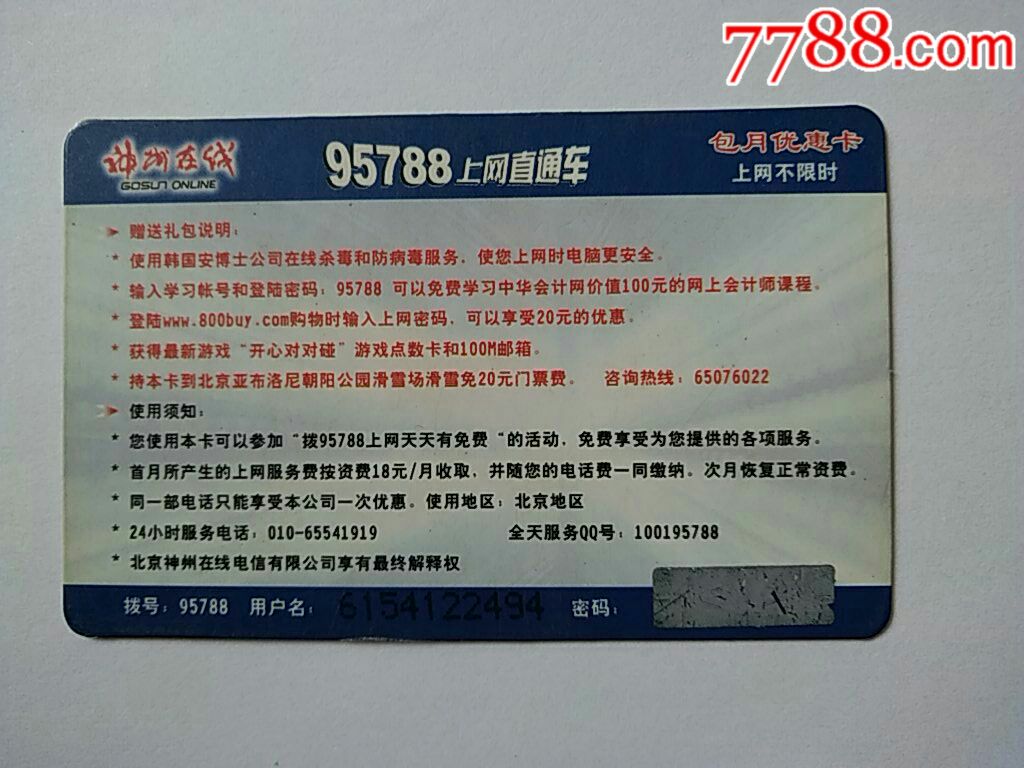 7788.com
神州在线
GOSUN ONLINE
95788上网直通车
包月优惠卡
上网不限时
赠送礼包说明:
* 使用韩国安博士公司在线杀毒和防病毒服务,使您上网时电脑更安全。
* 输入学习帐号和登陆密码:95788 可以免费学习中华会计网价值100元的网上会计师课程。
* 登陆www.800buy.com购物时输入上网密码,可以享受20元的优惠。
* 获得最新游戏“开心对对碰”游戏点数卡和100M邮箱。
* 持本卡到北京亚布洛尼朝阳公园滑雪场滑雪免20元门票费。 咨询热线:65076022
使用须知:
* 您使用本卡可以参加“拨95788上网天天有免费“的活动,免费享受为您提供的各项服务。
* 首月所产生的上网服务费按资费18元/月收取,并随您的电话费一同缴纳。次月恢复正常资费。
* 同一部电话只能享受本公司一次优惠。使用地区:北京地区
* 24小时服务电话:010-65541919 全天服务QQ号:100195788
* 北京神州在线电信有限公司享有最终解释权
拨号:95788 用户名:6154122494 密码: